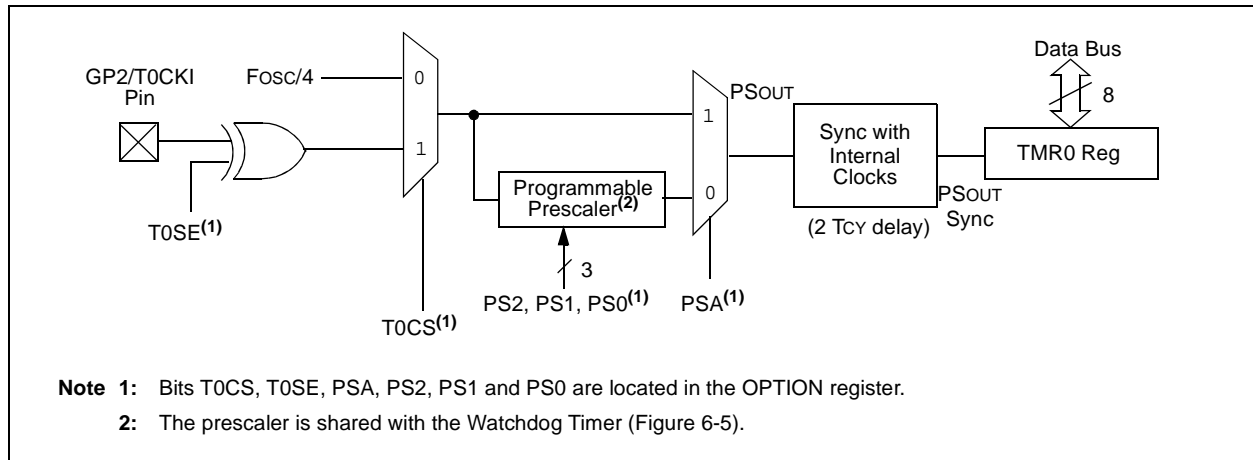 Data Bus
GP2/T0CKI
Pin
FOSC/4
0
1
T0SE(1)
T0CS(1)
Programmable
Prescaler(2)
3
PS2, PS1, PS0(1)
1
0
PSA(1)
PSOUT
Sync with
Internal
Clocks
(2 TCY delay)
PSOUT
Sync
8
TMR0 Reg
Note 1: Bits T0CS, T0SE, PSA, PS2, PS1 and PS0 are located in the OPTION register.
2: The prescaler is shared with the Watchdog Timer (Figure 6-5).